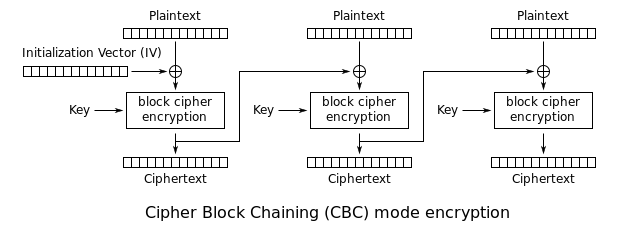 Plaintext
Plaintext
Plaintext
Initialization Vector (IV)
Key
block cipher
encryption
Key
block cipher
encryption
Key
block cipher
encryption
Ciphertext
Ciphertext
Ciphertext
Cipher Block Chaining (CBC) mode encryption